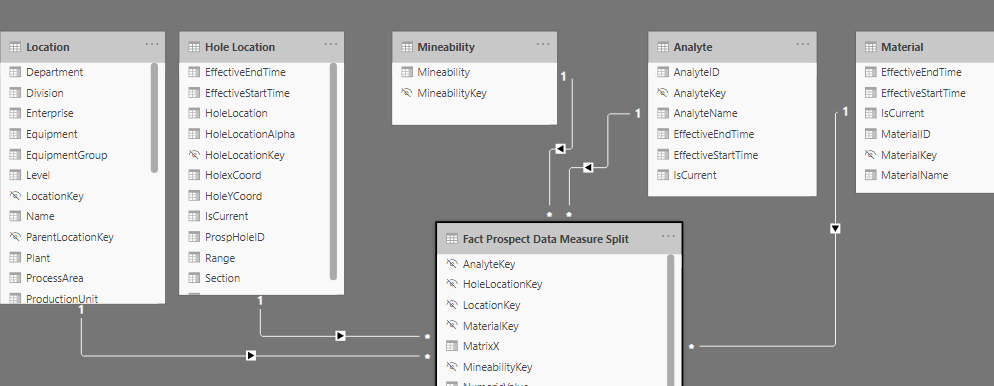 Location
Department
Division
Enterprise
Equipment
EquipmentGroup
Level
LocationKey
Name
ParentLocationKey
Plant
ProcessArea
ProductionUnit
1
Hole Location
EffectiveEndTime
EffectiveStartTime
HoleLocation
HoleLocationAlpha
HoleLocationKey
HolexCoord
HoleYCoord
IsCurrent
ProspHoleID
Range
Section
1
Mineability
Mineability
MineabilityKey
1
Analyte
AnalyteID
AnalyteKey
AnalyteName
EffectiveEndTime
EffectiveStartTime
IsCurrent
1
Material
EffectiveEndTime
EffectiveStartTime
IsCurrent
MaterialID
MaterialKey
MaterialName
1
Fact Prospect Data Measure Split
AnalyteKey
HoleLocationKey
LocationKey
MaterialKey
MatrixX
MineabilityKey
NumericValue
*
*
*
*
*